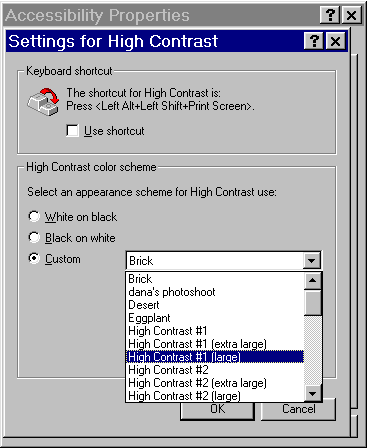 Accessibility Properties
Settings for High Contrast
Keyboard shortcut
The shortcut for High Contrast is:
Press <Left Alt+Left Shift+Print Screen>.
Use shortcut
High Contrast color scheme
Select an appearance scheme for High Contrast use:
White on black
Black on white
Custom
Brick
Brick
dana's photoshoot
Desert
Eggplant
High Contrast #1
High Contrast #1 (extra large)
High Contrast #1 (large)
High Contrast #2
High Contrast #2 (extra large)
High Contrast #2 (large)
OK
Cancel